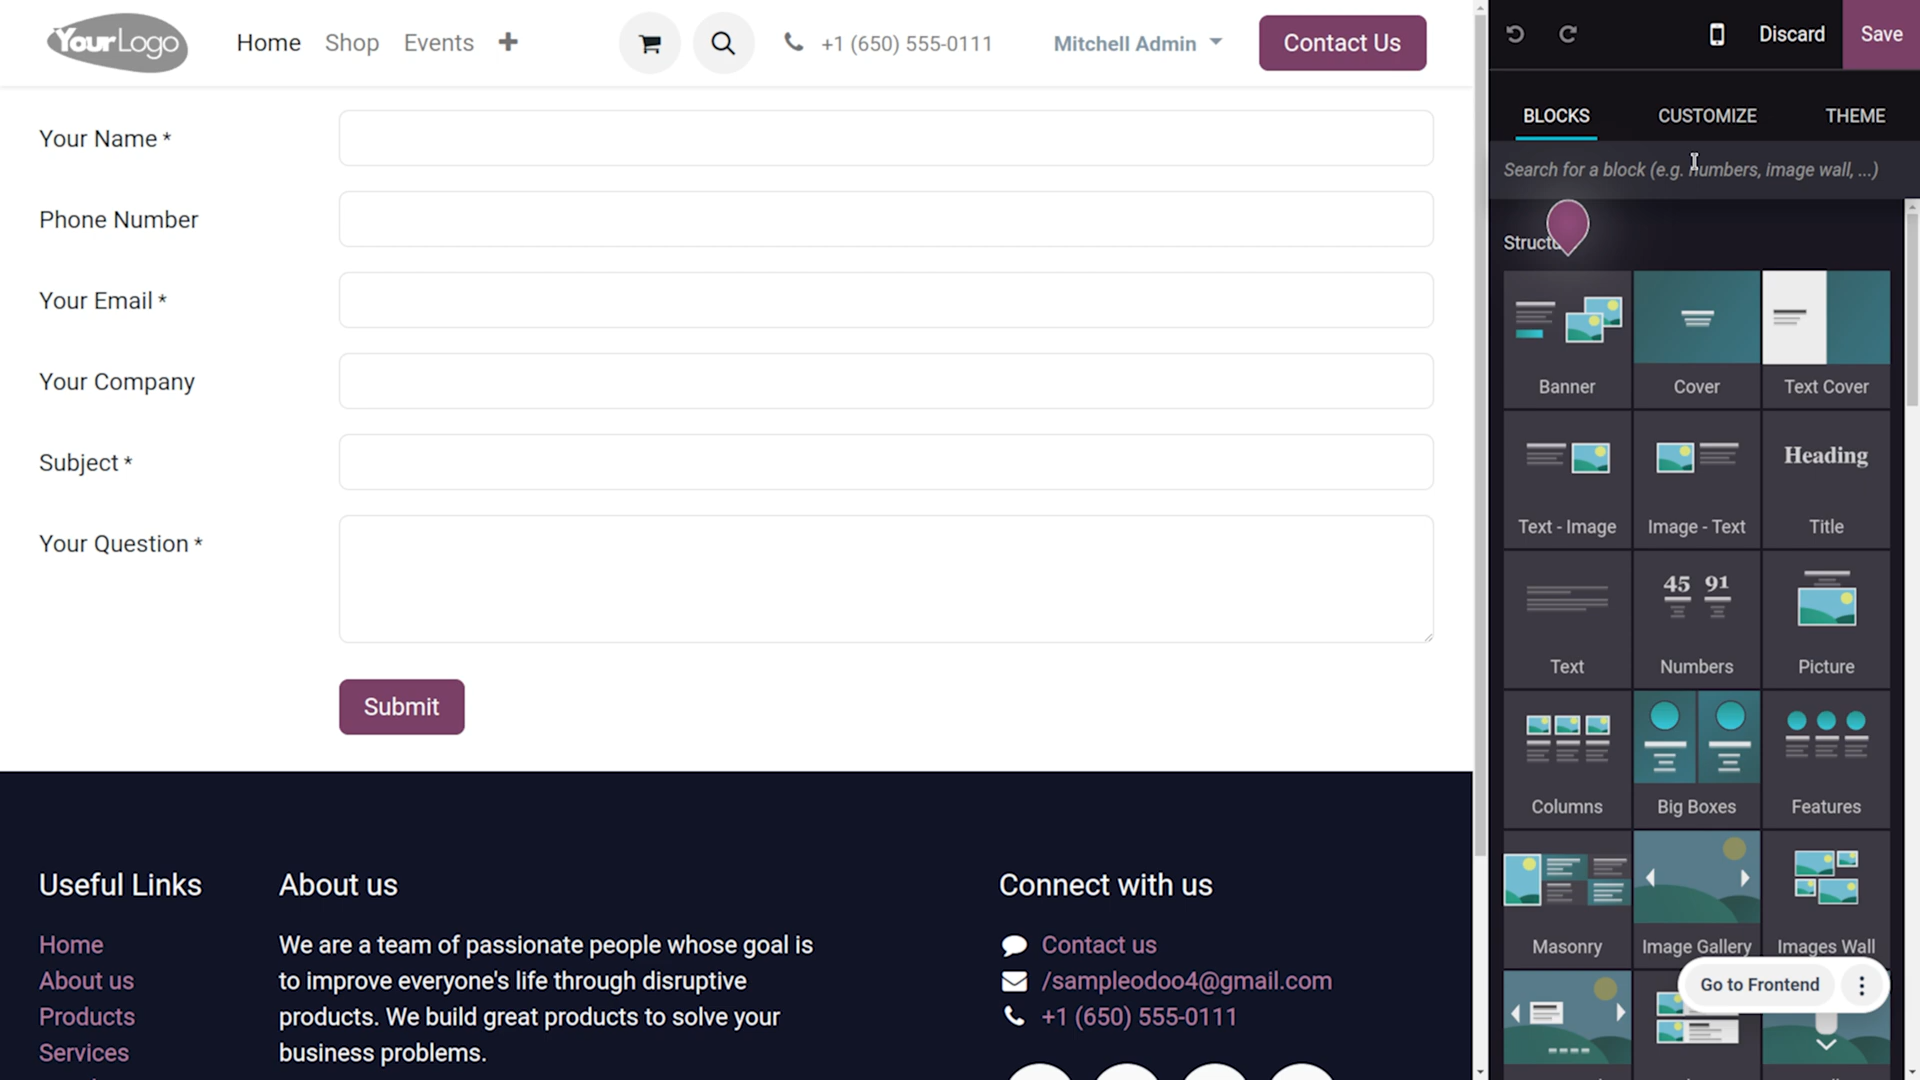 YourLogo Home Shop Events + +1 (650) 555-0111 Mitchell Admin Contact Us
Your Name *
Phone Number
Your Email *
Your Company
Subject *
Your Question *
Submit
Useful Links
Home
About us
Products
Services
About us
We are a team of passionate people whose goal is
to improve everyone's life through disruptive
products. We build great products to solve your
business problems.
Connect with us
Contact us
/sampleodoo4@gmail.com
+1 (650) 555-0111
Discard Save
BLOCKS CUSTOMIZE THEME
Search for a block (e.g. numbers, image wall, ...)
Banner Cover Text Cover
Heading
Text - Image Image - Text Title
45 91
Text Numbers Picture
Columns Big Boxes Features
Masonry Image Gallery Images Wall
Go to Frontend